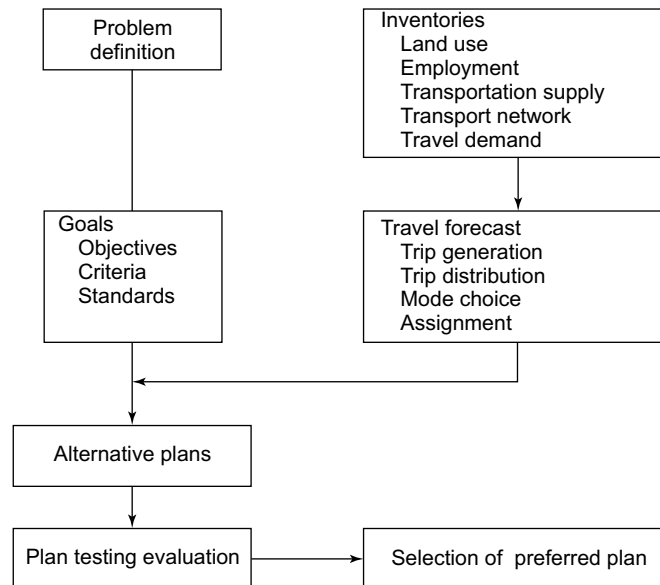 Problem
definition
Inventories
Land use
Employment
Transportation supply
Transport network
Travel demand
Goals
Objectives
Criteria
Standards
Travel forecast
Trip generation
Trip distribution
Mode choice
Assignment
Alternative plans
Plan testing evaluation
Selection of preferred plan